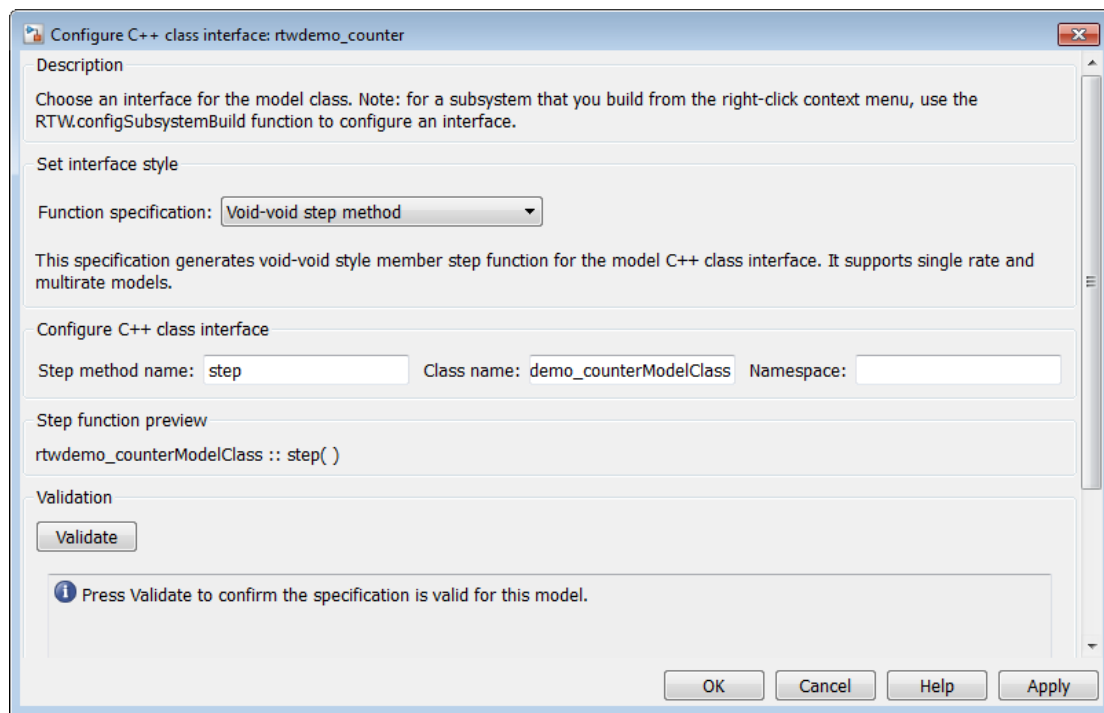 Configure C++ class interface: rtwdemo_counter
Description
Choose an interface for the model class. Note: for a subsystem that you build from the right-click context menu, use the
RTW.configSubsystemBuild function to configure an interface.
Set interface style
Function specification: Void-void step method
This specification generates void-void style member step function for the model C++ class interface. It supports single rate and
multirate models.
Configure C++ class interface
Step method name: step Class name: demo_counterModelClass Namespace:
Step function preview
rtwdemo_counterModelClass :: step( )
Validation
Validate
Press Validate to confirm the specification is valid for this model.
OK Cancel Help Apply